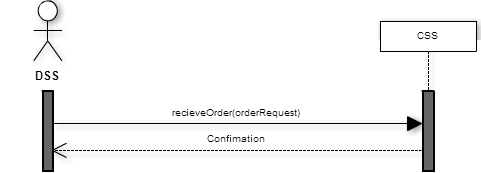 CSS
DSS
recieveOrder(orderRequest)
Confimation